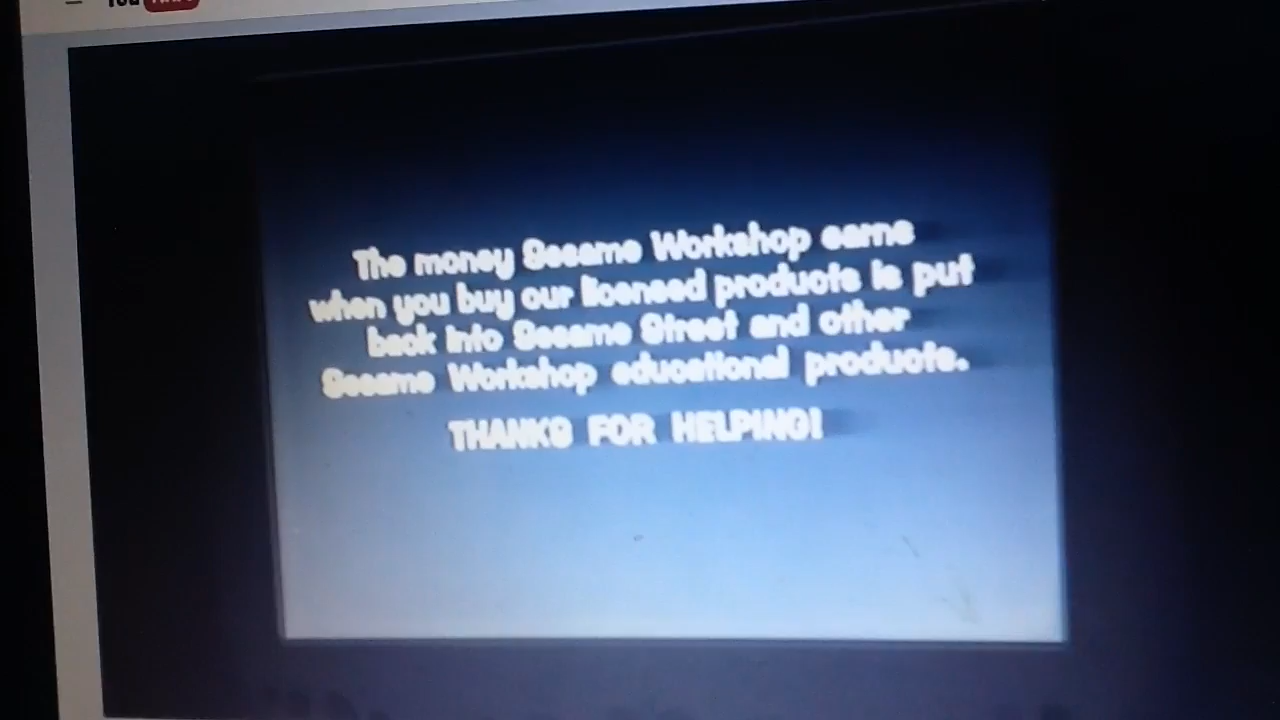 You
The money Sesame Workshop earns
when you buy our licensed products is put
back into Sesame Street and other
Sesame Workshop educational products.
THANKS FOR HELPING!